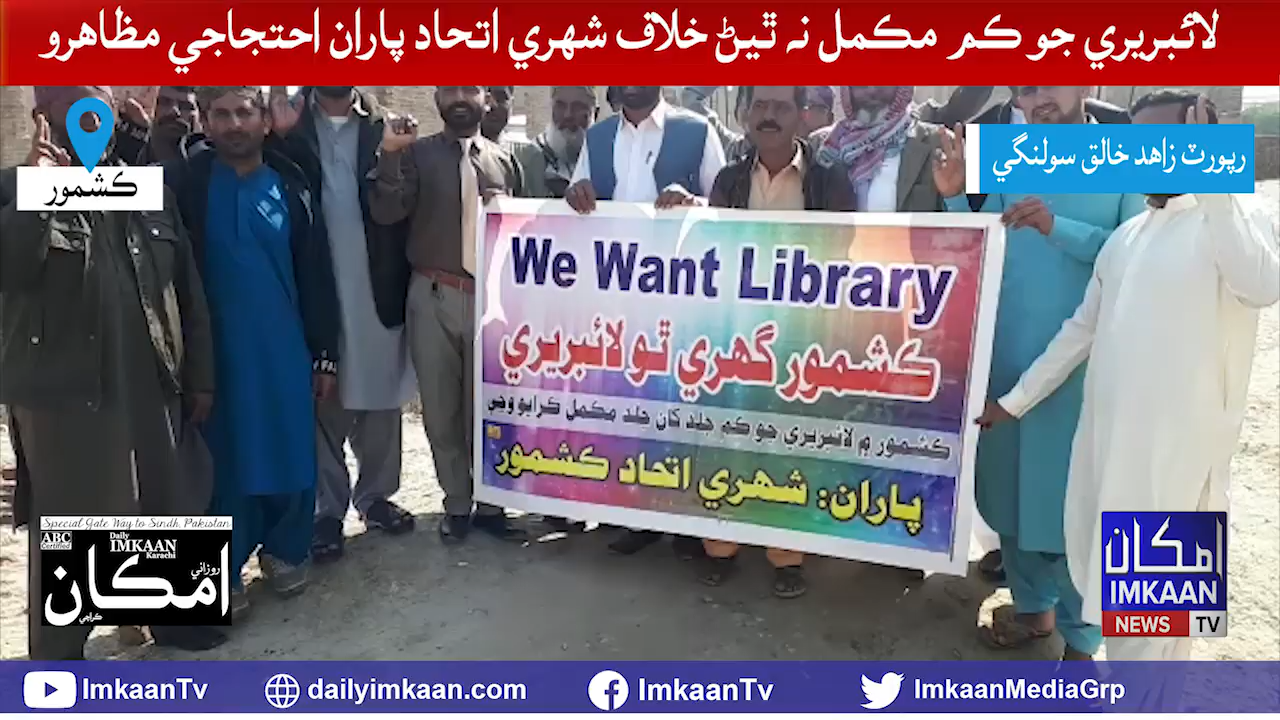 لائبريري جو ڪم مڪمل نہ ٿيڻ خلاف شهري اتحاد پاران احتجاجي مظاهرو
ڪشمور
رپورٽ زاهد خالق سولنگي
We Want Library
ڪشمور گهري ٿو لائبريري
ڪشمور ۾ لائبريري جو ڪم جلد کان جلد مڪمل ڪرايو وڃي
پاران: شهري اتحاد ڪشمور
Special Gate Way to Sindh, Pakistan
ABC Certified
Daily IMKAAN Karachi
روزاني
امڪان
ڪراچي
امڪان
IMKAAN
NEWS TV
ImkaanTv
dailyimkaan.com
ImkaanTv
ImkaanMediaGrp